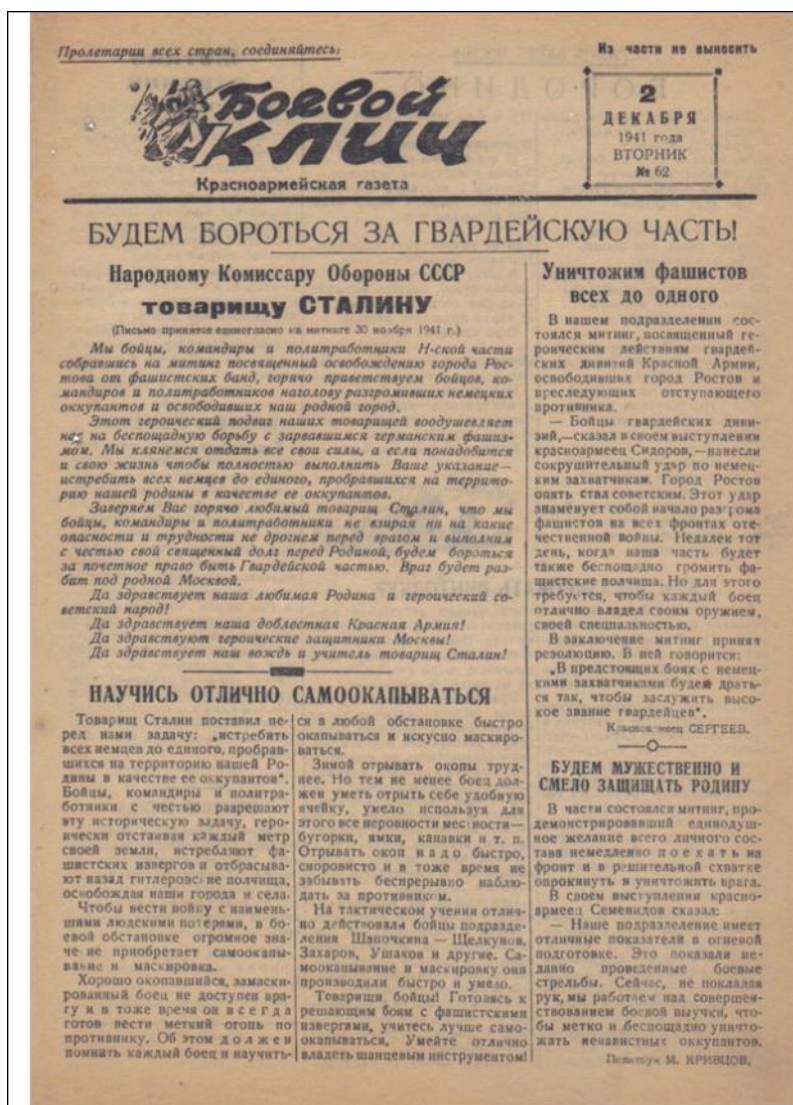 Пролетарии всех стран, соединяйтесь!
Из части не выносить
Боевой
КЛИЧ
Красноармейская газета
2
ДЕКАБРЯ
1941 года
ВТОРНИК
№ 62
БУДЕМ БОРОТЬСЯ ЗА ГВАРДЕЙСКУЮ ЧАСТЬ!
Народному Комиссару Обороны СССР
товарищу СТАЛИНУ
(Письмо принятое единогласно на митинге 30 ноября 1941 г.)
Мы бойцы, командиры и политработники Н-ской части
собравшись на митинг посвященный освобождению города Рос-
това от фашистских банд, горячо приветствуем бойцов, ко-
мандиров и политработников наголову разгромивших немецких
оккупантов и освободивших наш родной город.
Этот героический подвиг наших товарищей воодушевляет
нас на беспощадную борьбу с зарвавшимся германским фашиз-
мом. Мы клянемся отдать все свои силы, а если понадобится
и свою жизнь чтобы полностью выполнить Ваше указание—
истребить всех немцев до единого, пробравшихся на террито-
рию нашей родины в качестве ее оккупантов.
Заверяем Вас горячо любимый товарищ Сталин, что мы
бойцы, командиры и политработники не взирая ни на какие
опасности и трудности не дрогнем перед врагом и выполним
с честью свой священный долг перед Родиной, будем бороться
за почетное право быть Гвардейской частью. Враг будет раз-
бит под родной Москвой.
Да здравствует наша любимая Родина и героический со-
ветский народ!
Да здравствует наша доблестная Красная Армия!
Да здравствуют героические защитники Москвы!
Да здравствует наш вождь и учитель товарищ Сталин!
НАУЧИСЬ ОТЛИЧНО САМООКАПЫВАТЬСЯ
Товарищ Сталин поставил пе-
ред нами задачу: „истребить
всех немцев до единого, пробрав-
шихся на территорию нашей Ро-
дины в качестве ее оккупантов".
Бойцы, командиры и политра-
ботники с честью разрешают
эту историческую задачу, геро-
ически отстаивая каждый метр
своей земли, истребляют фа-
шистских извергов и отбрасыва-
ют назад гитлеровские полчища,
освобождая наши города и села.
Чтобы вести войну с наимень-
шими людскими потерями, в бо-
евой обстановке огромное зна-
чение приобретает самоокапы-
вание и маскировка.
Хорошо окопавшийся, замаски-
рованный боец не доступен вра-
гу и в тоже время он всегда
готов вести меткий огонь по
противнику. Об этом должен
помнить каждый боец и научить-
ся в любой обстановке быстро
окапываться и искусно маскиро-
ваться.
Зимой отрывать окопы труд-
нее. Но тем не менее боец дол-
жен уметь отрыть себе удобную
ячейку, умело используя для
этого все неровности местности—
бугорки, ямки, канавки и т. п.
Отрывать окоп надо быстро,
сноровисто и в тоже время не
забывать беспрерывно наблю-
дать за противником.
На тактическом учении отлич-
но действовали бойцы подразде-
ления Шапочкина — Щелкунов,
Захаров, Ушаков и другие. Са-
моокапывание и маскировку они
производили быстро и умело.
Товарищи бойцы! Готовясь к
решающим боям с фашистскими
извергами, учитесь лучше само-
окапываться, Умейте отлично
владеть шанцевым инструментом!
Уничтожим фашистов
всех до одного
В нашем подразделении сос-
тоялся митинг, посвященный ге-
роическим действиям гвардей-
ских дивизий Красной Армии,
освободивших город Ростов и
преследующих отступающего
противника.
— Бойцы гвардейских диви-
зий,—сказал в своем выступлении
красноармеец Сидоров,—нанесли
сокрушительный удар по немец-
ким захватчикам. Город Ростов
опять стал советским. Этот удар
знаменует собой начало разгрома
фашистов на всех фронтах оте-
чественной войны. Недалек тот
день, когда наша часть будет
также беспощадно громить фа-
шистские полчища. Но для этого
требуется, чтобы каждый боец
отлично владел своим оружием,
своей специальностью.
В заключение митинг принял
резолюцию. В ней говорится:
„В предстоящих боях с немец-
кими захватчиками будем драть-
ся так, чтобы заслужить высо-
кое звание гвардейцев".
Красноармеец СЕРГЕЕВ.
БУДЕМ МУЖЕСТВЕННО И
СМЕЛО ЗАЩИЩАТЬ РОДИНУ
В части состоялся митинг, про-
демонстрировавший единодуш-
ное желание всего личного сос-
тава немедленно поехать на
фронт и в решительной схватке
опрокинуть и уничтожить врага.
В своем выступлении красно-
армеец Семевидов сказал:
— Наше подразделение имеет
отличные показатели в огневой
подготовке. Это показали не-
давно проведенные боевые
стрельбы. Сейчас, не покладая
рук, мы работаем над совершен-
ствованием боевой выучки, что-
бы метко и беспощадно уничто-
жать ненавистных оккупантов.
Политрук М. КРИВЦОВ.